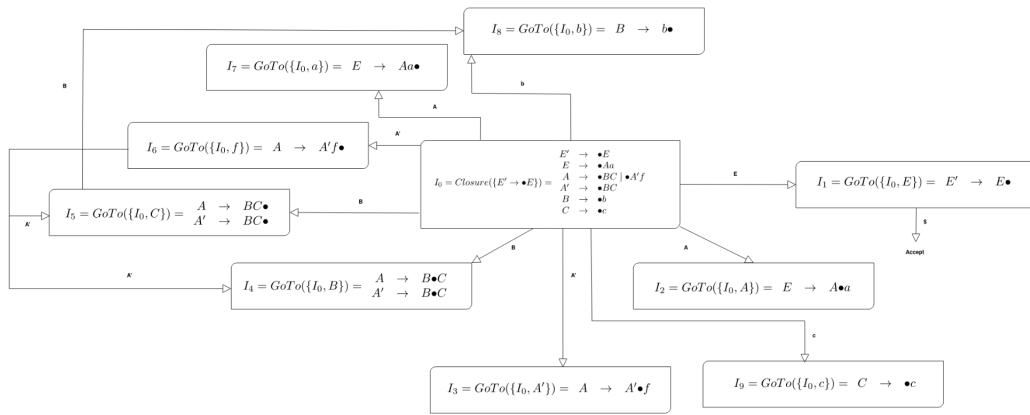 I₈ = GoTo({I₀, b}) = B → b•
I₇ = GoTo({I₀, a}) = E → Aa•
B
b
A
I₆ = GoTo({I₀, f}) = A → A′f•
A′
E′ → •E
E → •Aa
I₀ = Closure({E′ → •E}) = A → •BC | •A′f
A′ → •BC
B → •b
C → •c
E
I₁ = GoTo({I₀, E}) = E′ → E•
I₅ = GoTo({I₀, C}) = A → BC•
A′ → BC•
B
A'
$
Accept
B
A'
A
A'
I₄ = GoTo({I₀, B}) = A → B•C
A′ → B•C
I₂ = GoTo({I₀, A}) = E → A•a
c
I₃ = GoTo({I₀, A′}) = A → A′•f
I₉ = GoTo({I₀, c}) = C → •c